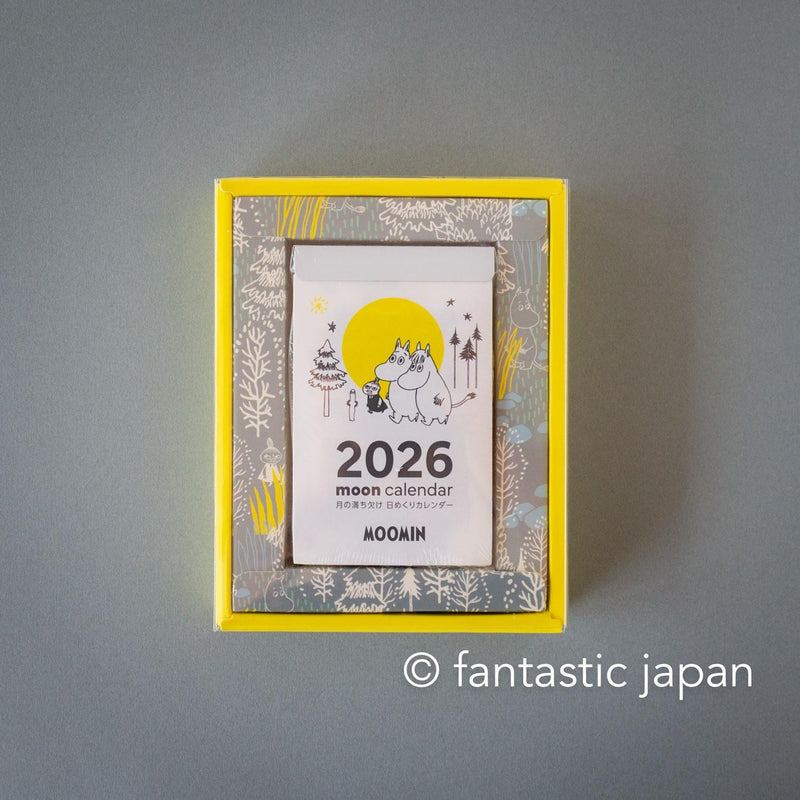 2026
moon calendar
月の満ち欠け 日めくりカレンダー
MOOMIN
© fantastic japan